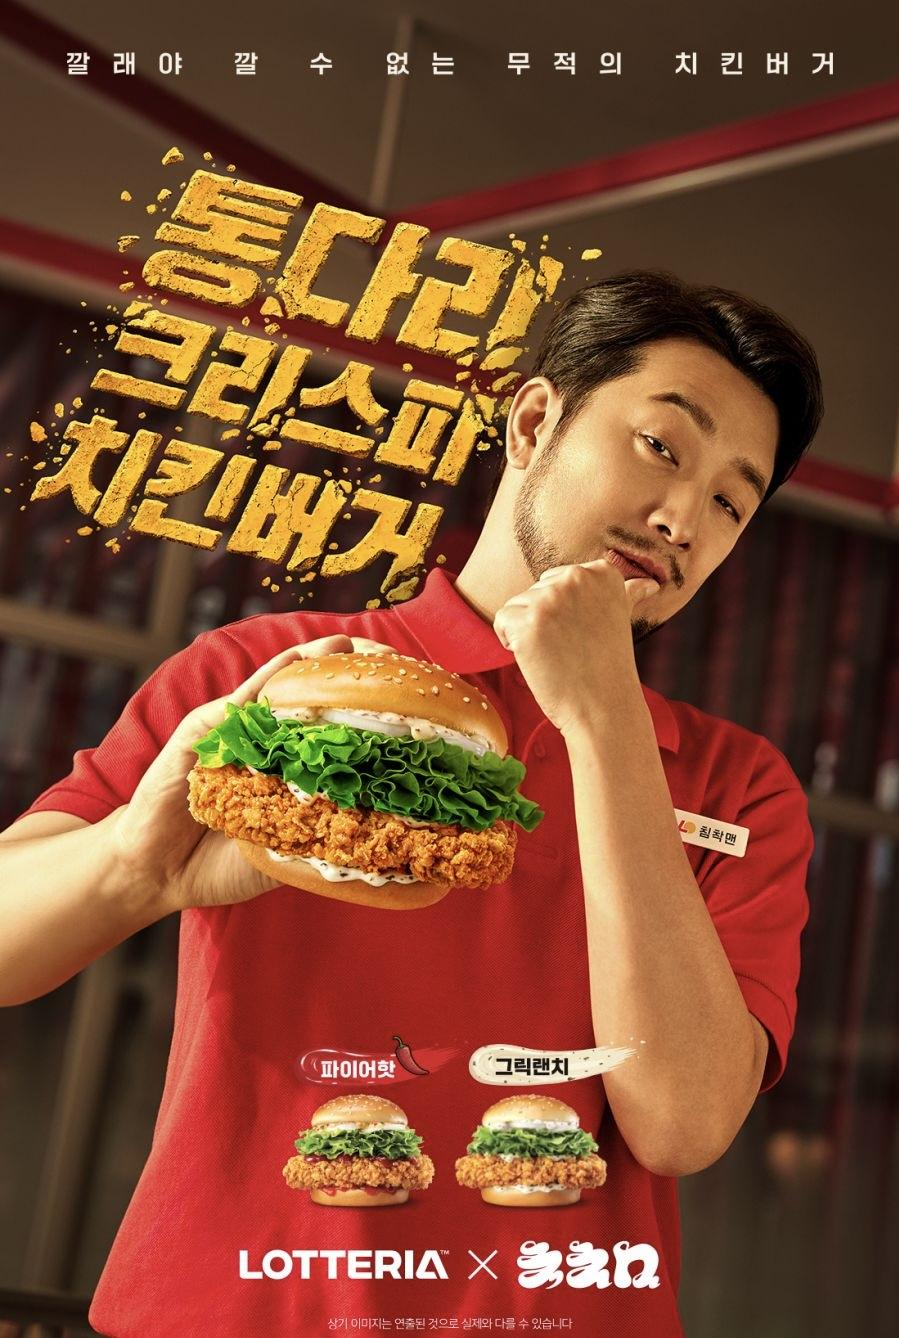 깔래야 깔 수 없는 무적의 치킨버거
통다리
크리스피
치킨버거
침착맨
파이어핫
그릭랜치
LOTTERIA™ × ㅊㅊㅁ
상기 이미지는 연출된 것으로 실제와 다를 수 있습니다